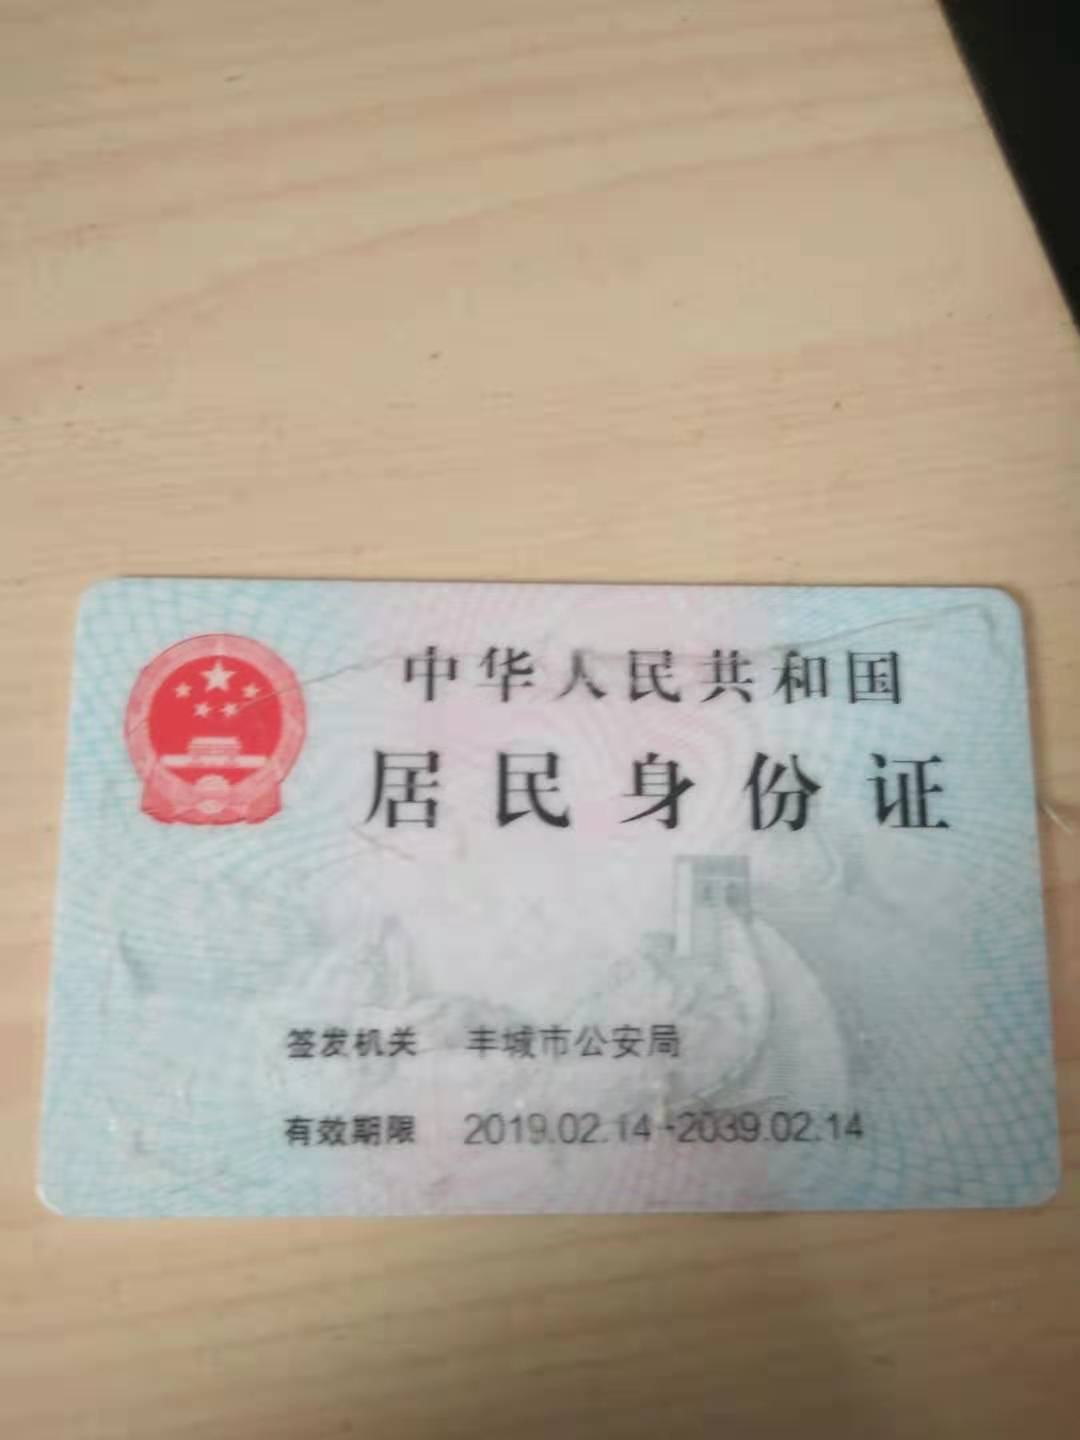 中华人民共和国
居民身份证
签发机关 丰城市公安局
有效期限 2019.02.14-2039.02.14